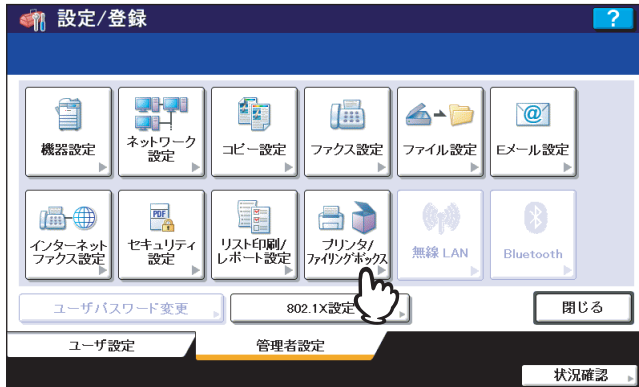 設定/登録
?
機器設定
ネットワーク
設定
コピー設定
ファクス設定
ファイル設定
Eメール設定
@
PDF
インターネット
ファクス設定
セキュリティ
設定
リスト印刷/
レポート設定
プリンタ/
ファイリングボックス
無線 LAN
Bluetooth
ユーザパスワード変更
802.1X設定
閉じる
ユーザ設定
管理者設定
状況確認